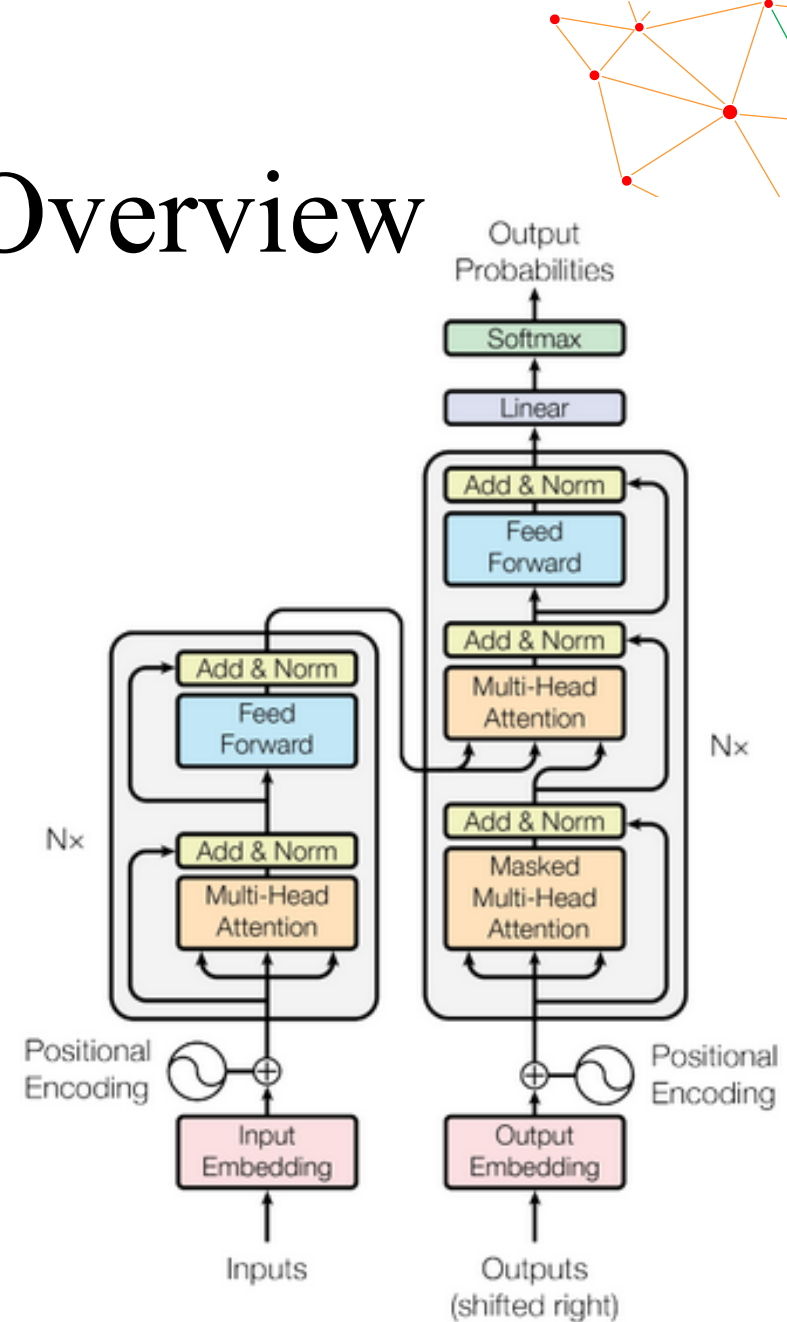 Overview
Output
Probabilities
Softmax
Linear
Add & Norm
Feed
Forward
Add & Norm
Multi-Head
Attention
Nx
Add & Norm
Masked
Multi-Head
Attention
Add & Norm
Feed
Forward
Nx
Add & Norm
Multi-Head
Attention
Positional
Encoding
Positional
Encoding
Input
Embedding
Output
Embedding
Inputs
Outputs
(shifted right)